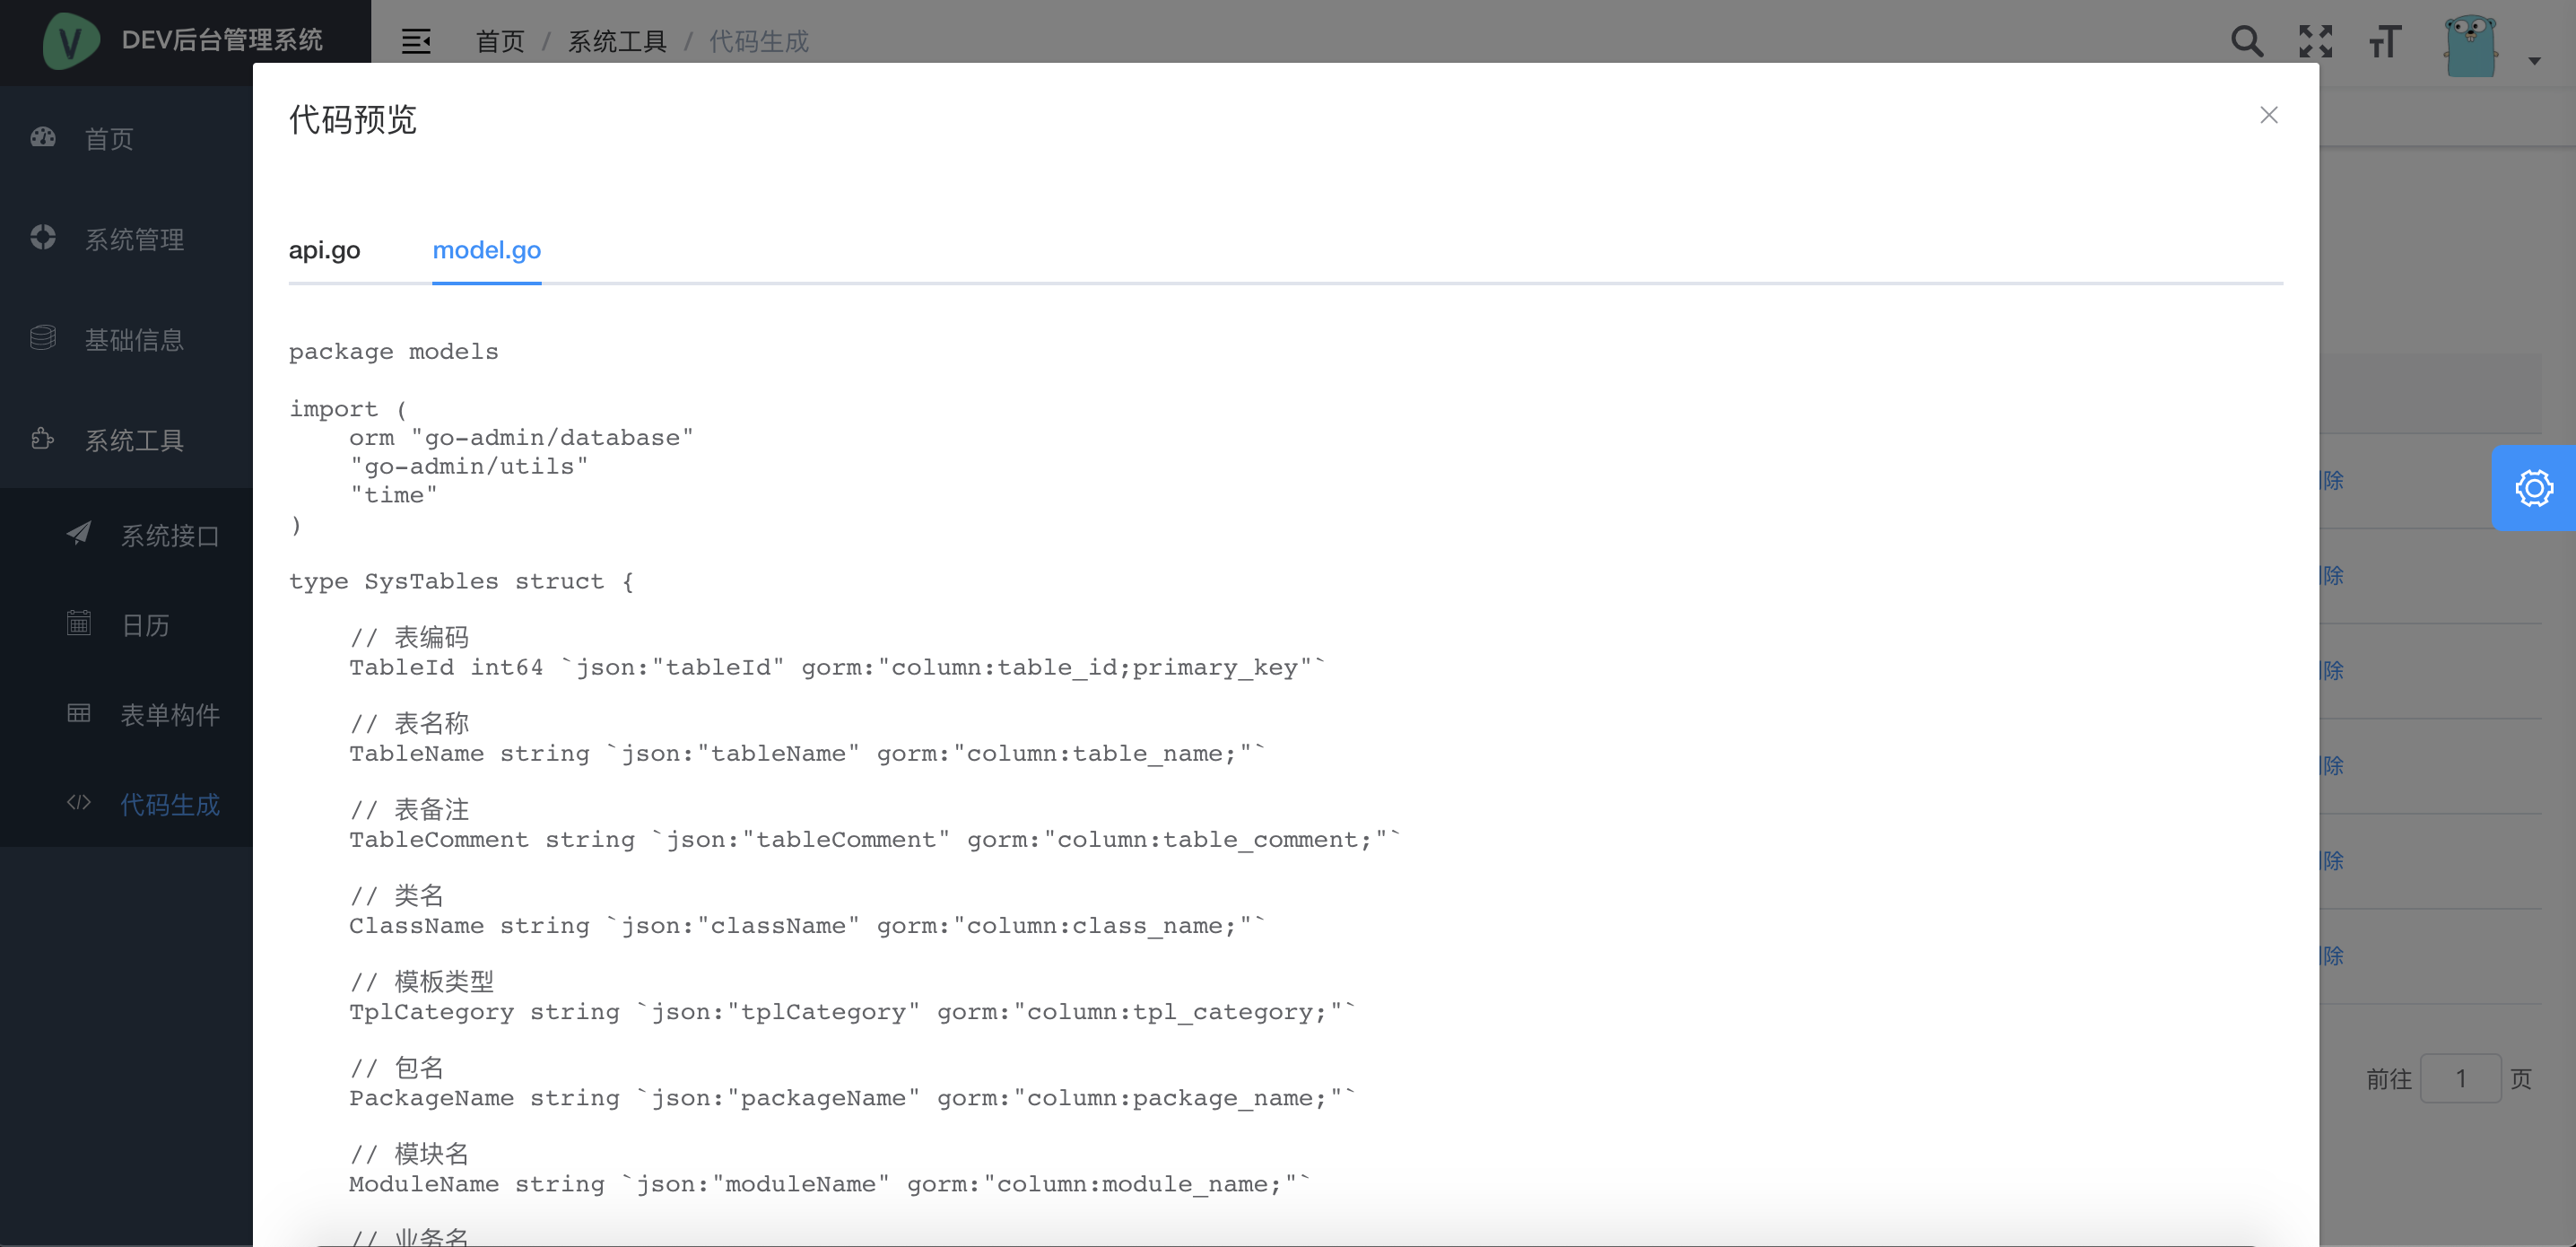 DEV后台管理系统
首页 / 系统工具 / 代码生成
首页
系统管理
基础信息
系统工具
系统接口
日历
表单构件
代码生成
代码预览
api.go
model.go
package models
import (
orm "go-admin/database"
"go-admin/utils"
"time"
)
type SysTables struct {
// 表编码
TableId int64 `json:"tableId" gorm:"column:table_id;primary_key"`
// 表名称
TableName string `json:"tableName" gorm:"column:table_name;"`
// 表备注
TableComment string `json:"tableComment" gorm:"column:table_comment;"`
// 类名
ClassName string `json:"className" gorm:"column:class_name;"`
// 模板类型
TplCategory string `json:"tplCategory" gorm:"column:tpl_category;"`
// 包名
PackageName string `json:"packageName" gorm:"column:package_name;"`
// 模块名
ModuleName string `json:"moduleName" gorm:"column:module_name;"`
// 业务名
除
除
除
除
除
除
前往 1 页